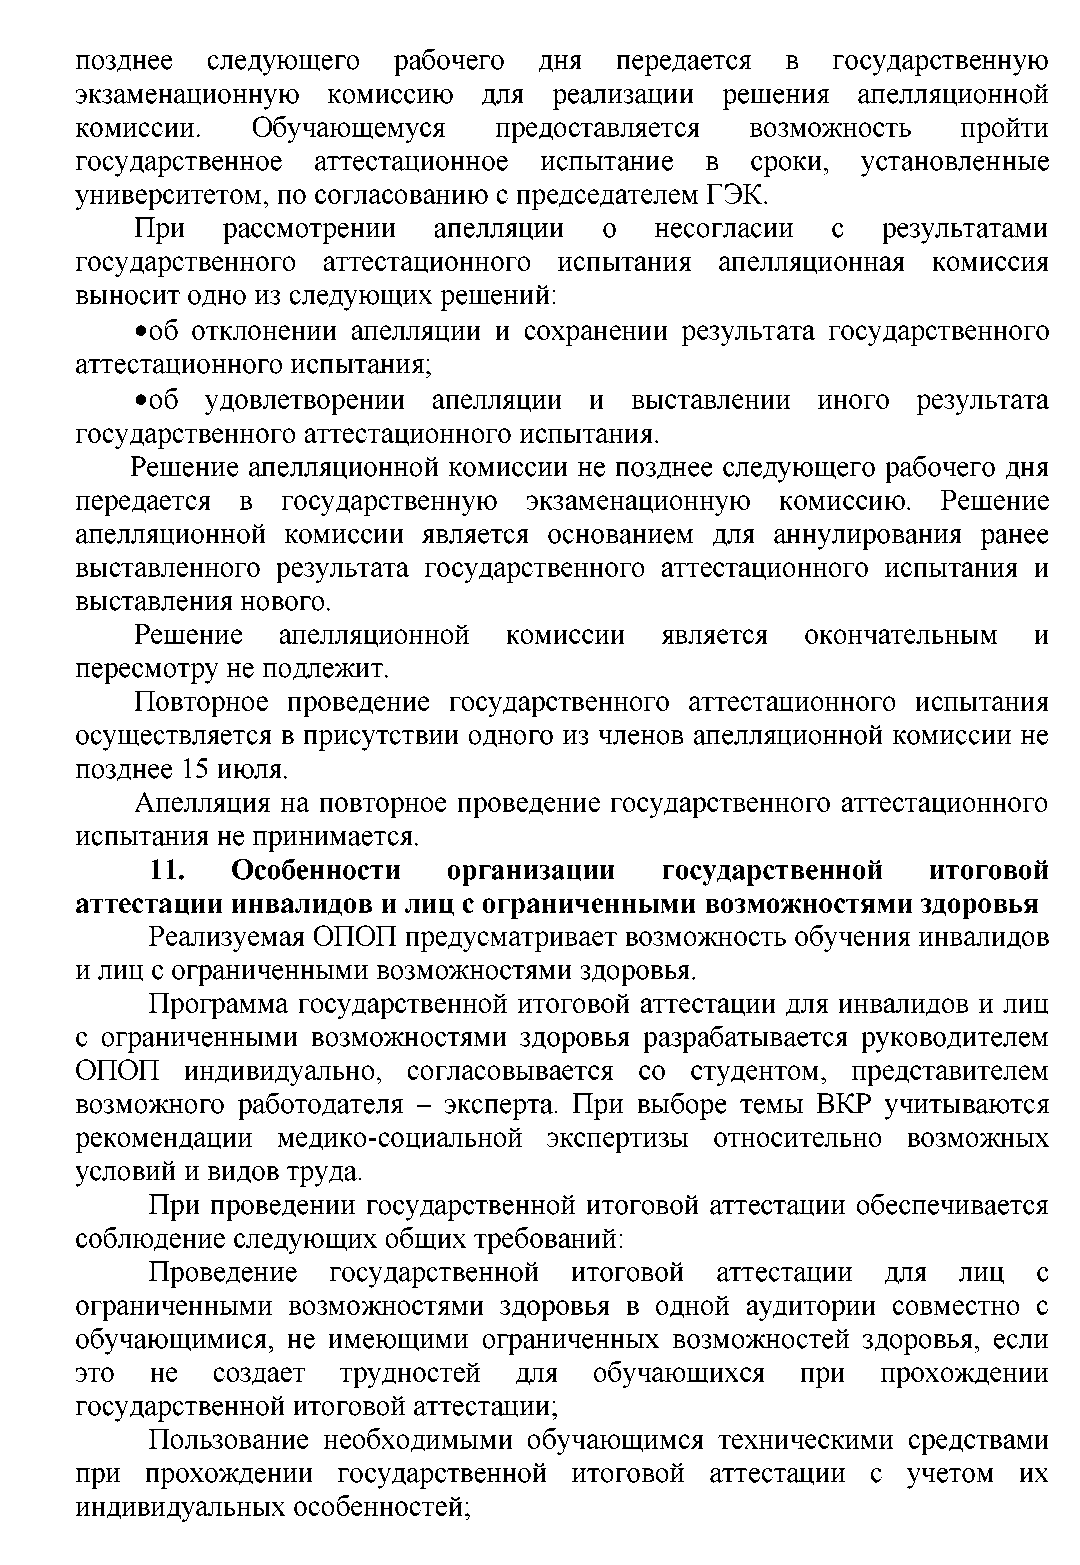 позднее следующего рабочего дня передается в государственную
экзаменационную комиссию для реализации решения апелляционной
комиссии. Обучающемуся предоставляется возможность пройти
государственное аттестационное испытание в сроки, установленные
университетом, по согласованию с председателем ГЭК.
При рассмотрении апелляции о несогласии с результатами
государственного аттестационного испытания апелляционная комиссия
выносит одно из следующих решений:
•об отклонении апелляции и сохранении результата государственного
аттестационного испытания;
•об удовлетворении апелляции и выставлении иного результата
государственного аттестационного испытания.
Решение апелляционной комиссии не позднее следующего рабочего дня
передается в государственную экзаменационную комиссию. Решение
апелляционной комиссии является основанием для аннулирования ранее
выставленного результата государственного аттестационного испытания и
выставления нового.
Решение апелляционной комиссии является окончательным и
пересмотру не подлежит.
Повторное проведение государственного аттестационного испытания
осуществляется в присутствии одного из членов апелляционной комиссии не
позднее 15 июля.
Апелляция на повторное проведение государственного аттестационного
испытания не принимается.
11. Особенности организации государственной итоговой
аттестации инвалидов и лиц с ограниченными возможностями здоровья
Реализуемая ОПОП предусматривает возможность обучения инвалидов
и лиц с ограниченными возможностями здоровья.
Программа государственной итоговой аттестации для инвалидов и лиц
с ограниченными возможностями здоровья разрабатывается руководителем
ОПОП индивидуально, согласовывается со студентом, представителем
возможного работодателя – эксперта. При выборе темы ВКР учитываются
рекомендации медико-социальной экспертизы относительно возможных
условий и видов труда.
При проведении государственной итоговой аттестации обеспечивается
соблюдение следующих общих требований:
Проведение государственной итоговой аттестации для лиц с
ограниченными возможностями здоровья в одной аудитории совместно с
обучающимися, не имеющими ограниченных возможностей здоровья, если
это не создает трудностей для обучающихся при прохождении
государственной итоговой аттестации;
Пользование необходимыми обучающимся техническими средствами
при прохождении государственной итоговой аттестации с учетом их
индивидуальных особенностей;